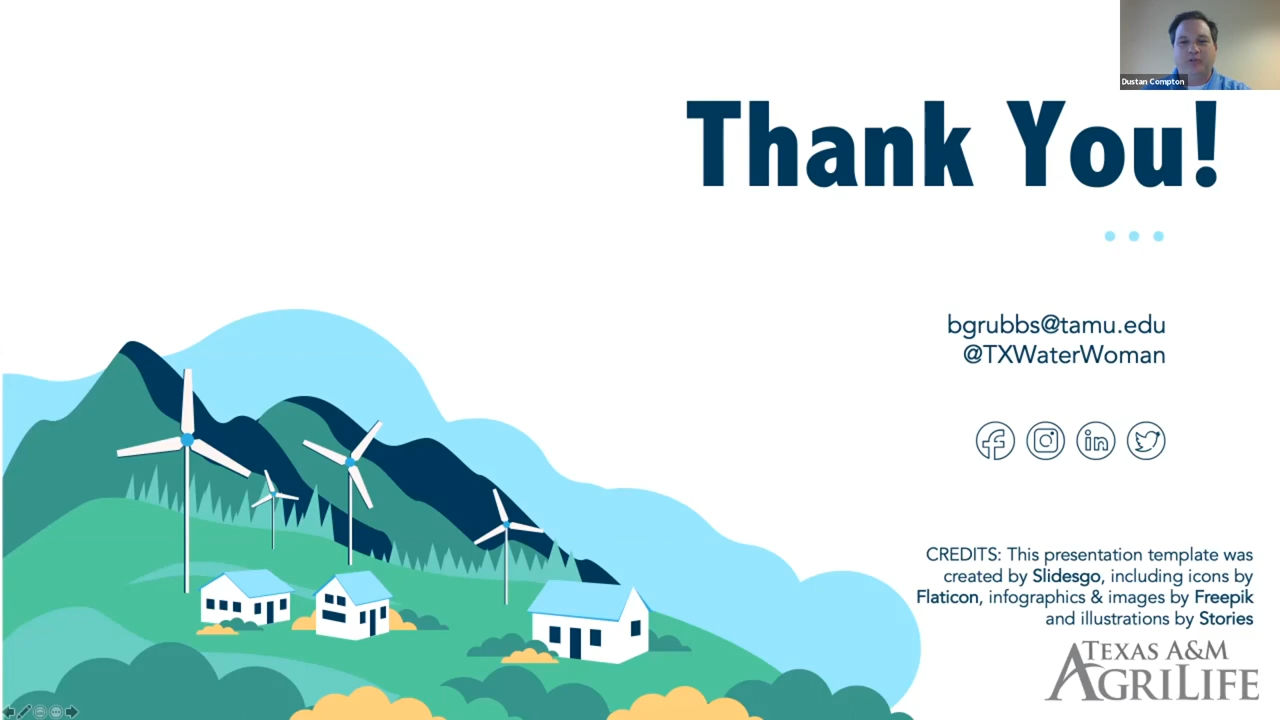 Dustan Compton
Thank You!
bgrubbs@tamu.edu
@TXWaterWoman
CREDITS: This presentation template was
created by Slidesgo, including icons by
Flaticon, infographics & images by Freepik
and illustrations by Stories
TEXAS A&M
AGRILIFE